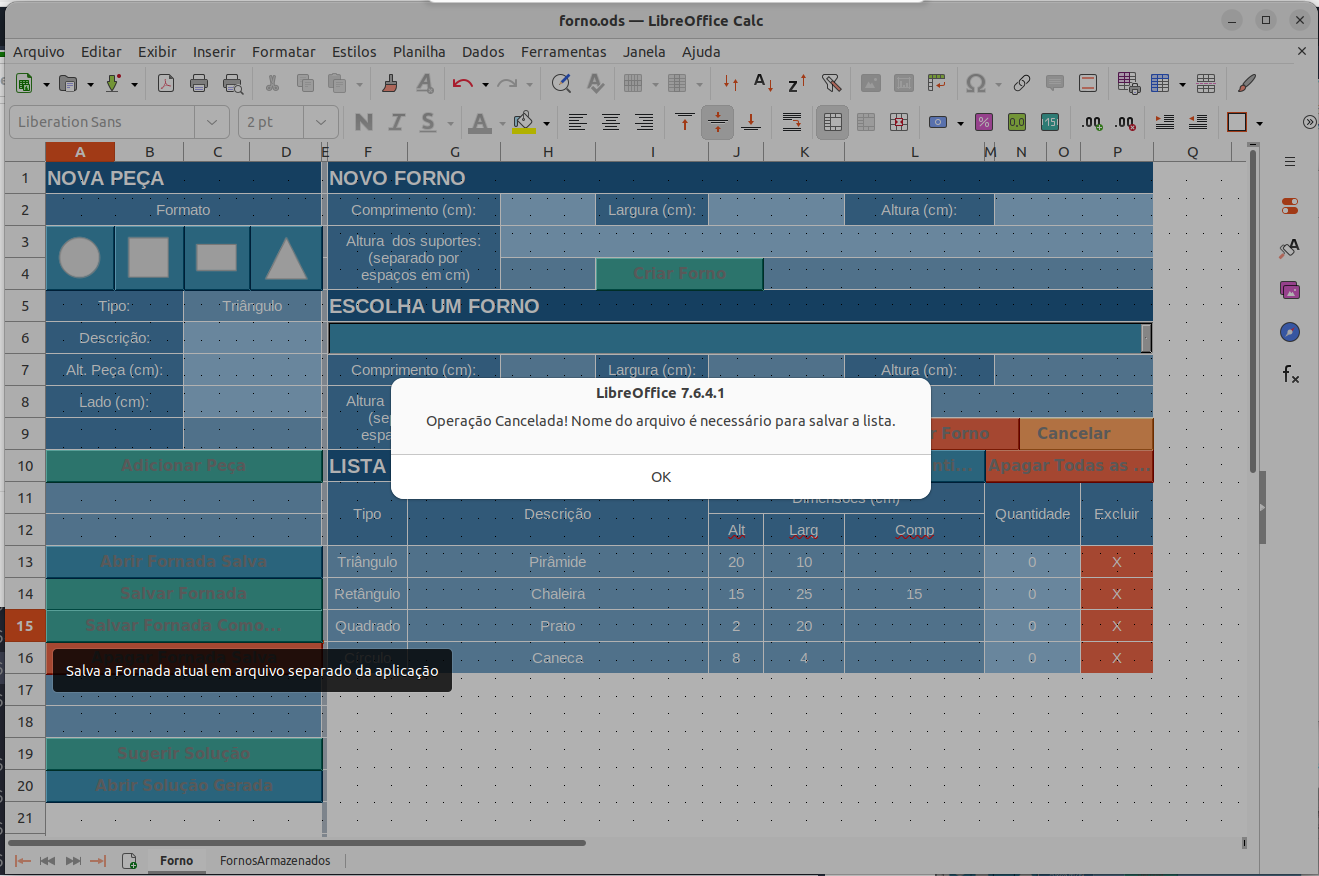 forno.ods — LibreOffice Calc
Arquivo Editar Exibir Inserir Formatar Estilos Planilha Dados Ferramentas Janela Ajuda
Liberation Sans 2 pt
A B C D E F G H I J K L M N O P Q
1 NOVA PEÇA NOVO FORNO
2 Formato Comprimento (cm): Largura (cm): Altura (cm):
3 Altura dos suportes:
(separado por
4 espaços em cm) Criar Forno
5 Tipo: Triângulo ESCOLHA UM FORNO
6 Descrição:
7 Alt. Peça (cm): Comprimento (cm): Largura (cm): Altura (cm):
8 Lado (cm): Altura
9 Forno Cancelar
10 Adicionar Peça LISTA Apagar Todas as ...
LibreOffice 7.6.4.1
Operação Cancelada! Nome do arquivo é necessário para salvar a lista.
OK
11 Tipo Descrição Dimensões (cm) Quantidade Excluir
12 Alt Larg Comp
13 Abrir Fornada Salva Triângulo Pirâmide 20 10 0 X
14 Salvar Fornada Retângulo Chaleira 15 25 15 0 X
15 Salvar Fornada Como... Quadrado Prato 2 20 0 X
16 Círculo Caneca 8 4 0 X
Salva a Fornada atual em arquivo separado da aplicação
17
18
19 Sugerir Solução
20 Abrir Solução Gerada
21
Forno FornosArmazenados